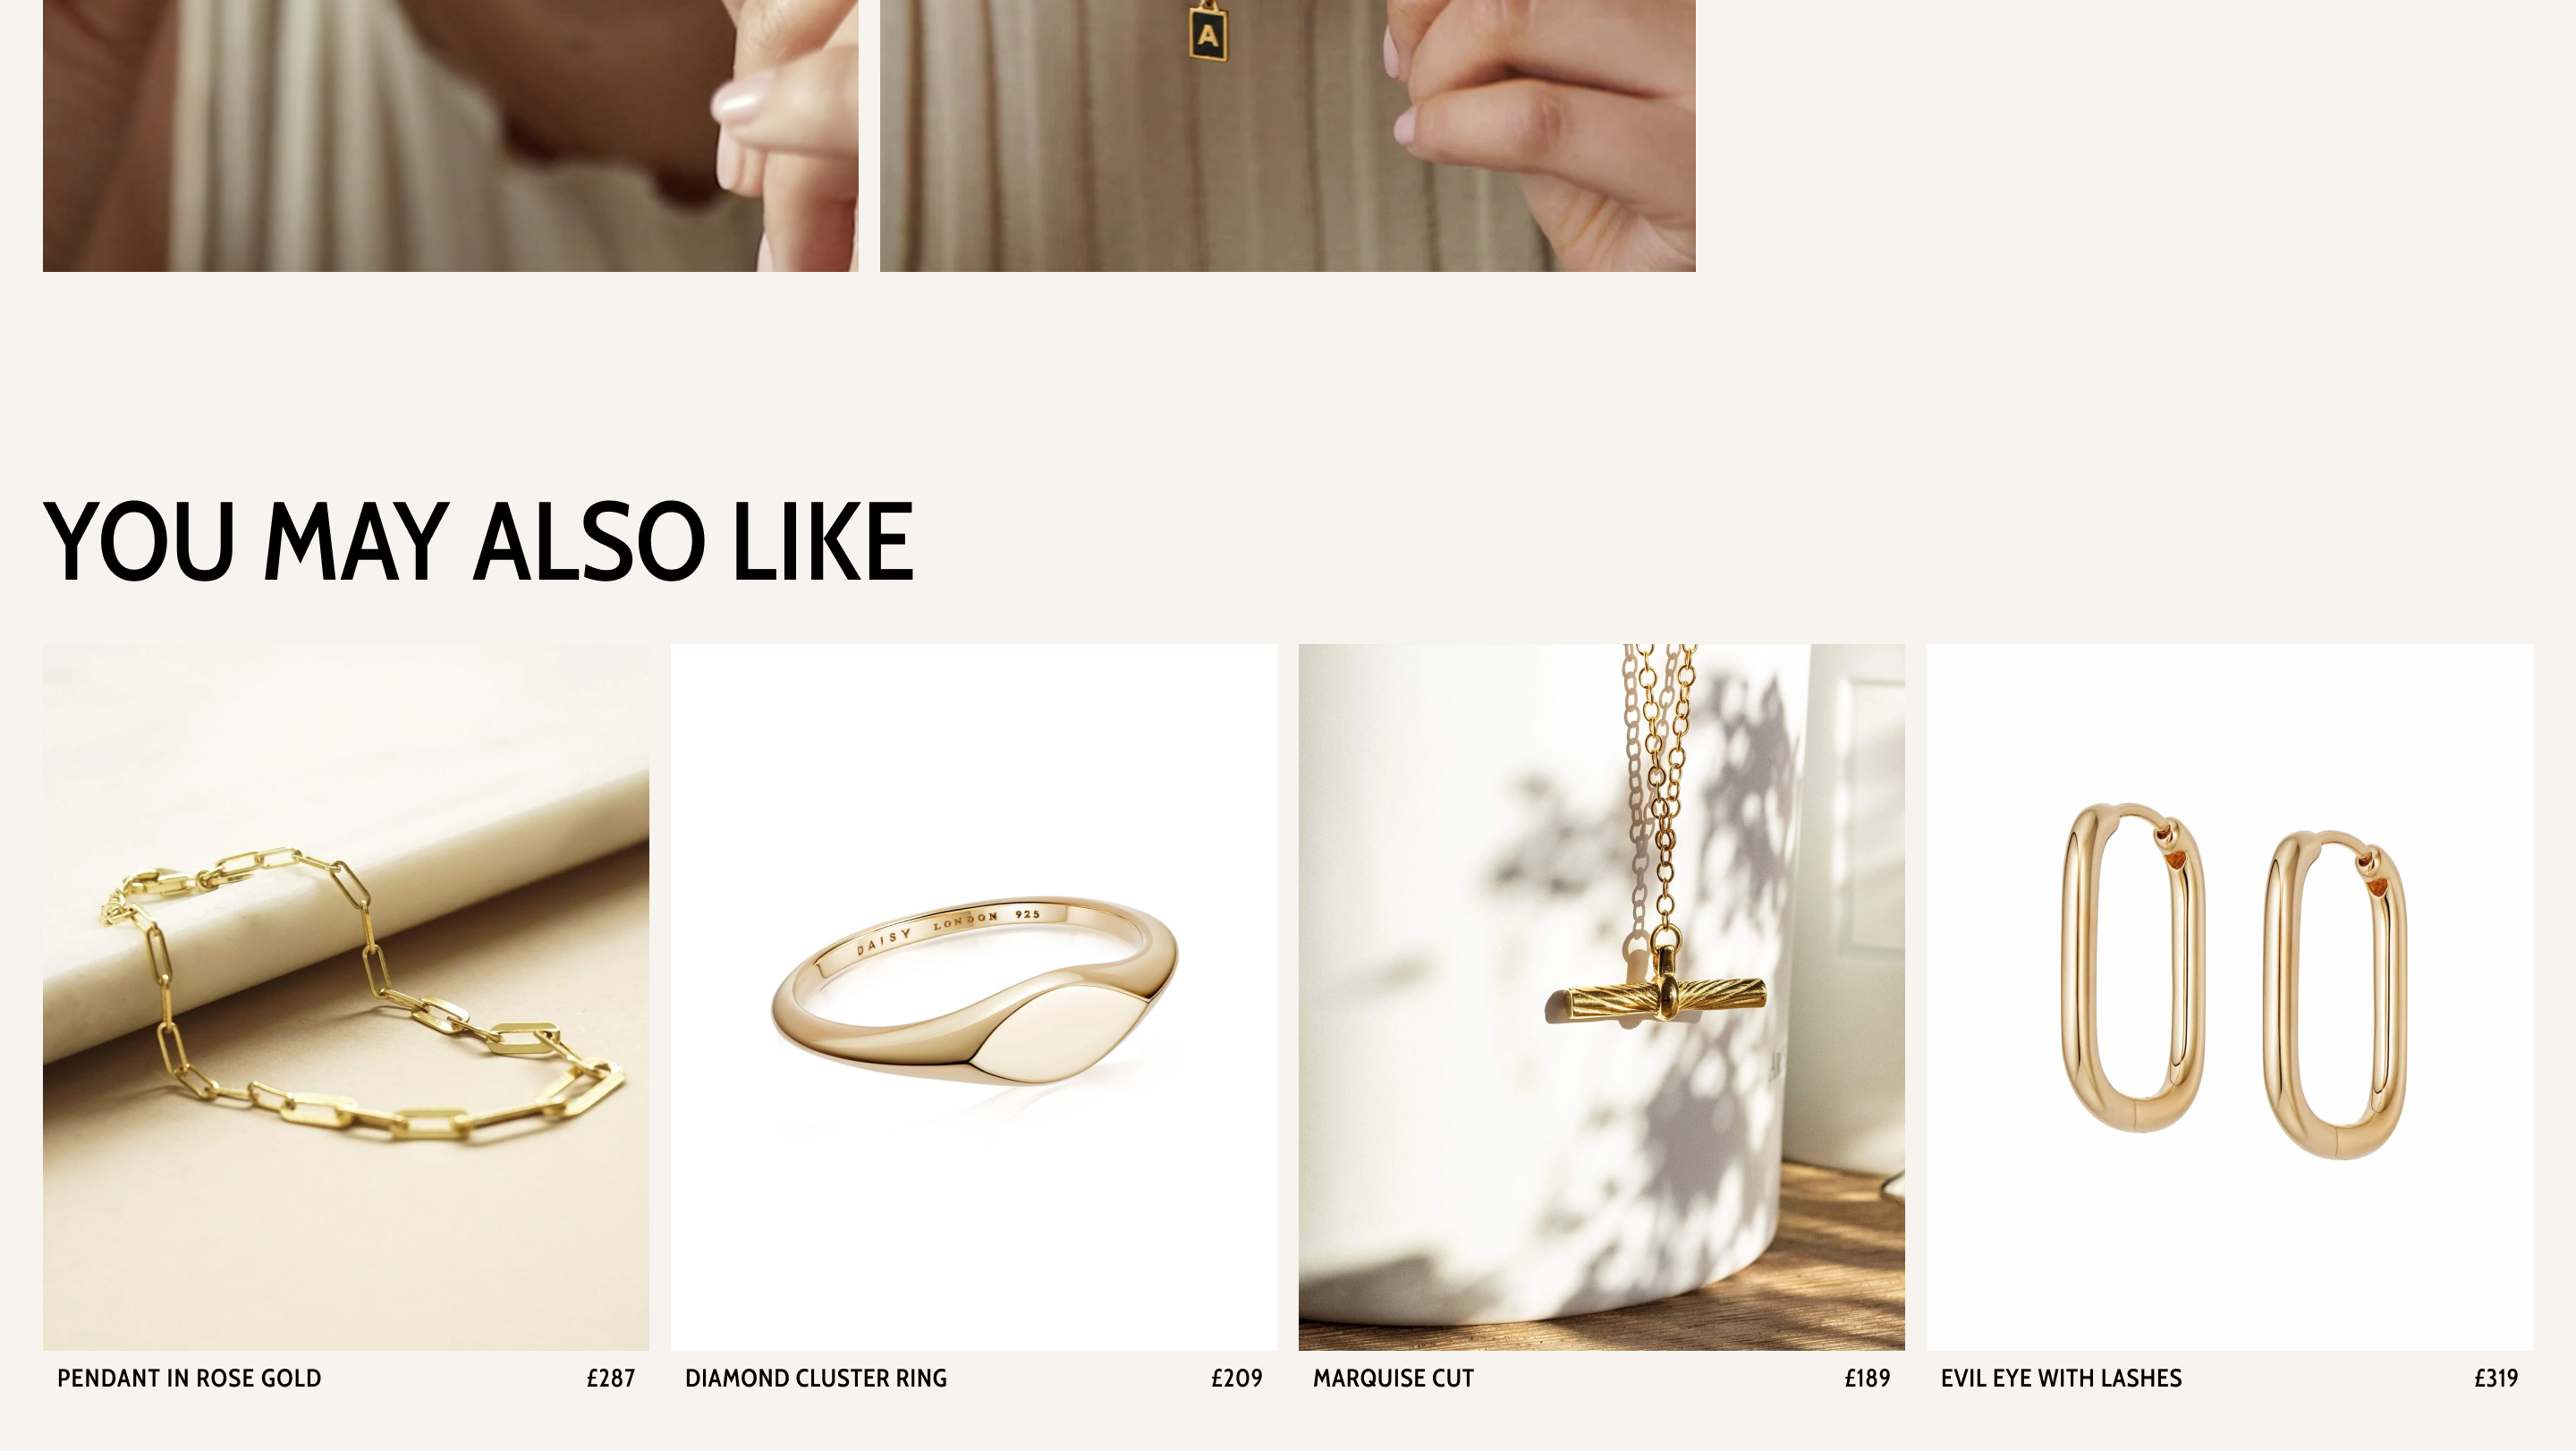 A
YOU MAY ALSO LIKE
DAISY LONDON 925
PENDANT IN ROSE GOLD £287
DIAMOND CLUSTER RING £209
MARQUISE CUT £189
EVIL EYE WITH LASHES £319